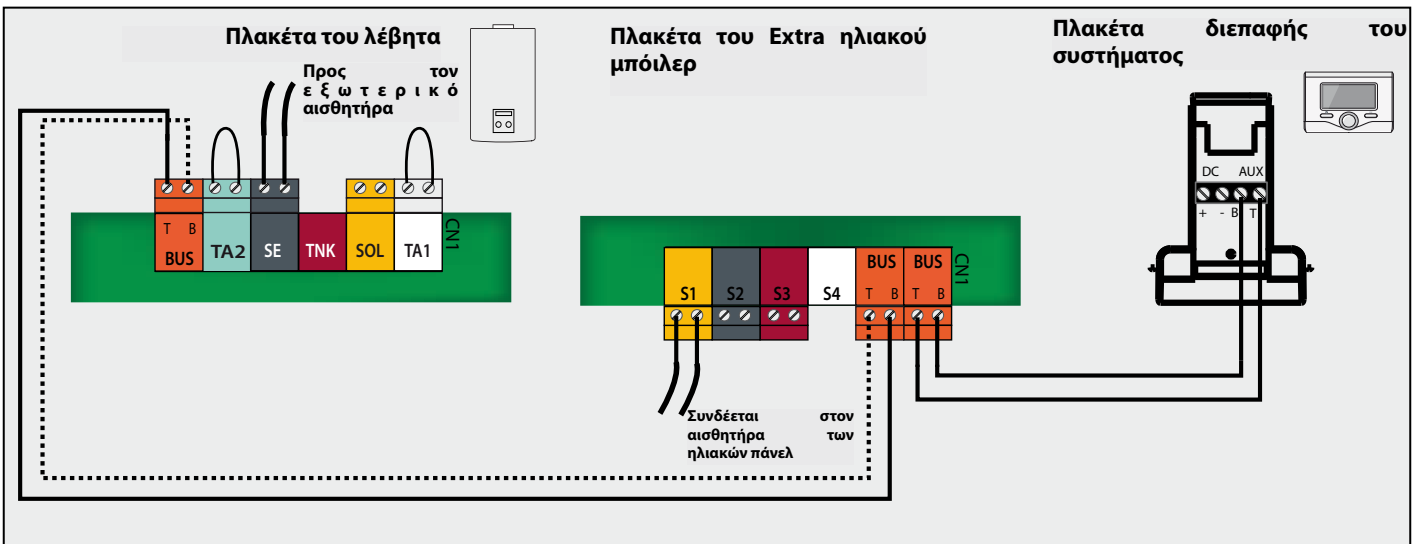 Πλακέτα του λέβητα
Προς τον
εξωτερικό
αισθητήρα
T B
BUS
TA2
SE
TNK
SOL
TA1
CN1
Πλακέτα του Extra ηλιακού
μπόιλερ
S1
S2
S3
S4
BUS
T B
BUS
T B
CN1
Συνδέεται στον
αισθητήρα των
ηλιακών πάνελ
Πλακέτα διεπαφής του
συστήματος
DC AUX
+ - B T